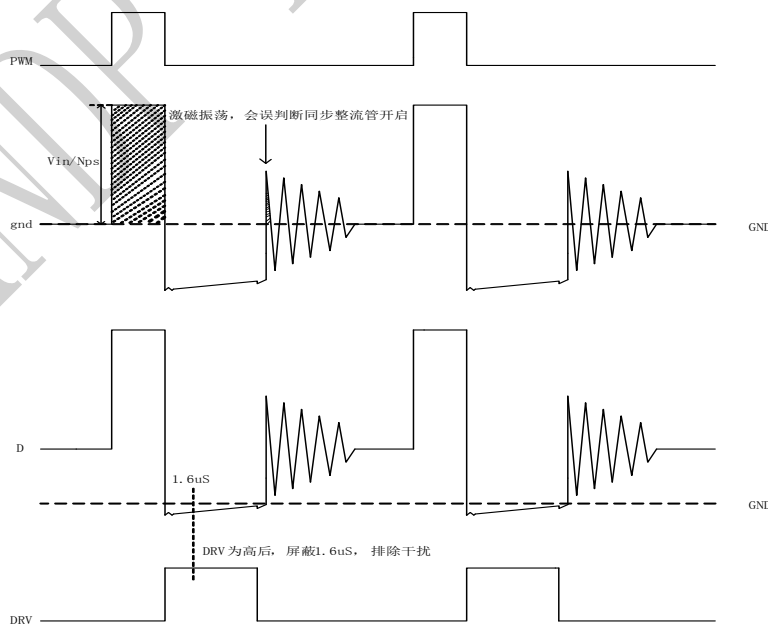 PWM
激磁振荡，会误判断同步整流管开启
Vin/Nps
gnd
GND
D
1.6uS
GND
DRV为高后，屏蔽1.6uS，排除干扰
DRV